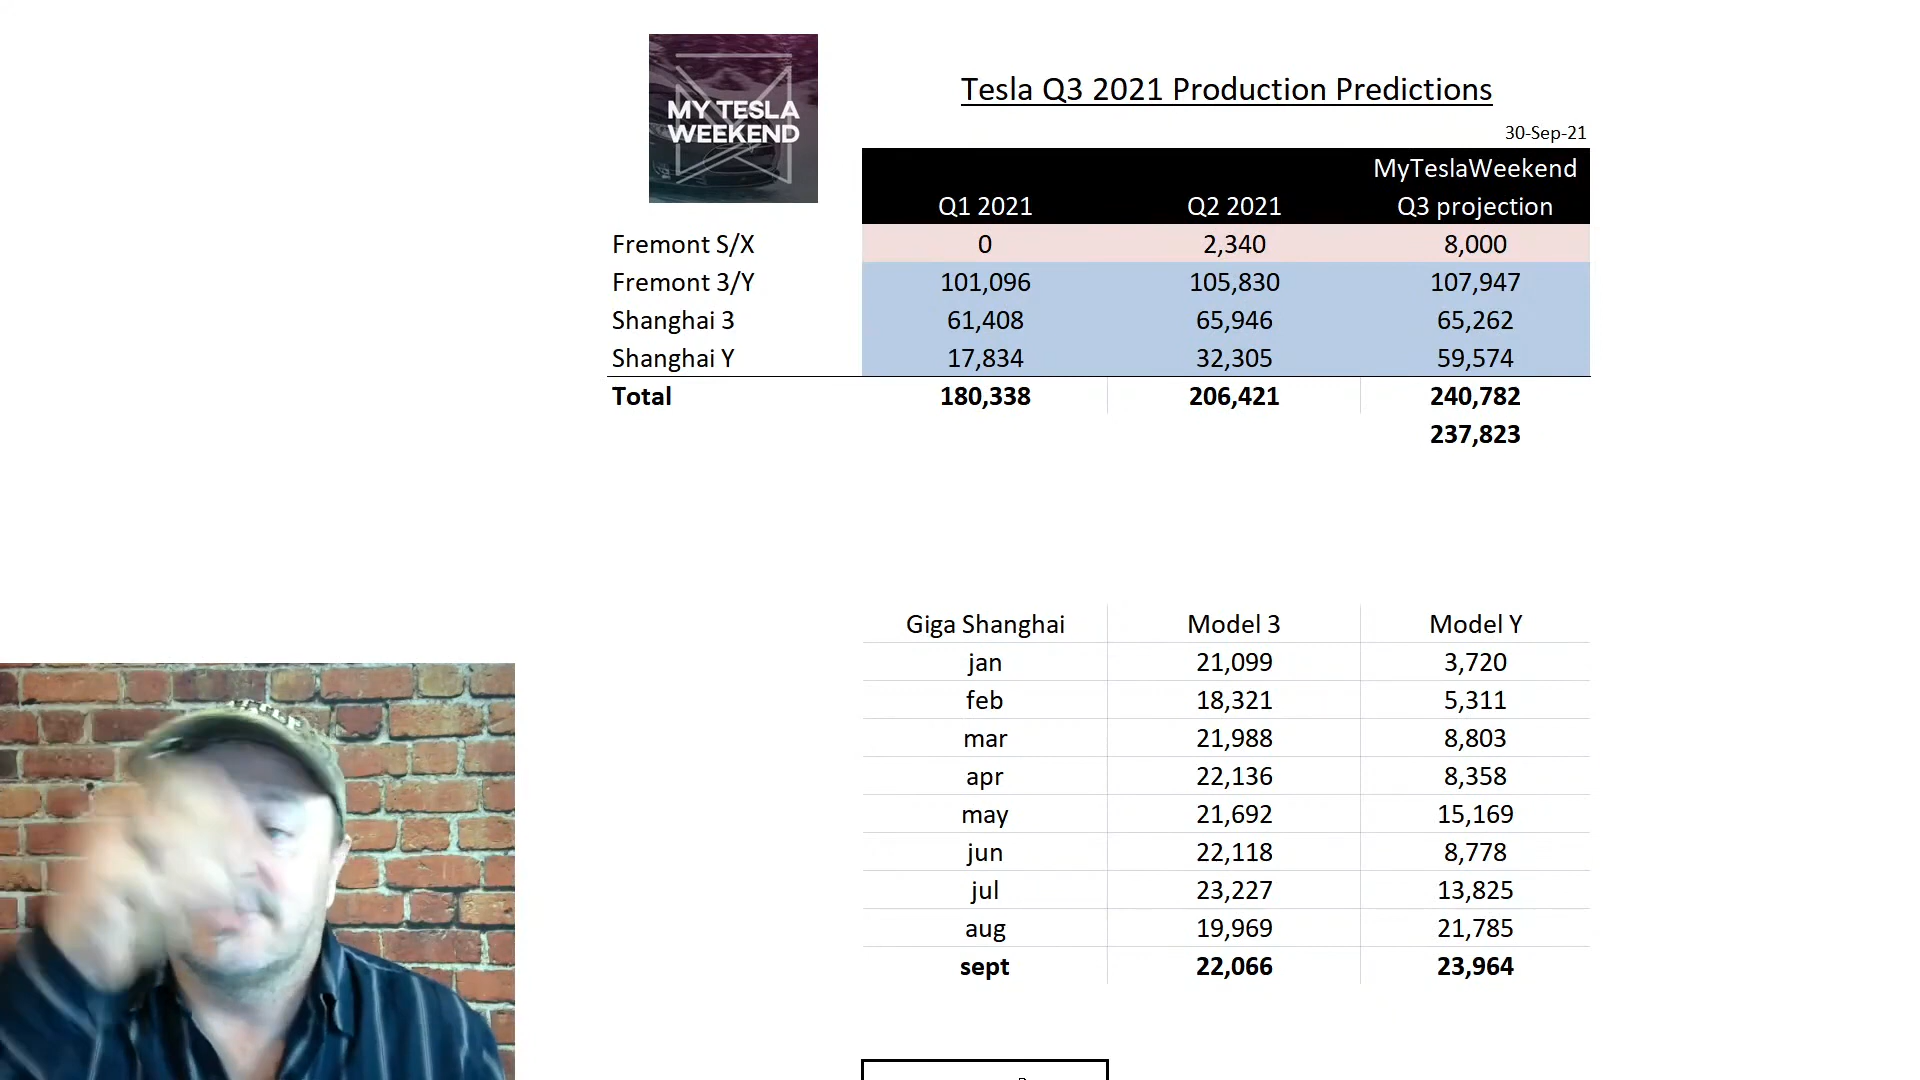 MY TESLA
WEEKEND
Tesla Q3 2021 Production Predictions
30-Sep-21
MyTeslaWeekend
Q1 2021 Q2 2021 Q3 projection
Fremont S/X 0 2,340 8,000
Fremont 3/Y 101,096 105,830 107,947
Shanghai 3 61,408 65,946 65,262
Shanghai Y 17,834 32,305 59,574
Total 180,338 206,421 240,782
237,823
Giga Shanghai Model 3 Model Y
jan 21,099 3,720
feb 18,321 5,311
mar 21,988 8,803
apr 22,136 8,358
may 21,692 15,169
jun 22,118 8,778
jul 23,227 13,825
aug 19,969 21,785
sept 22,066 23,964